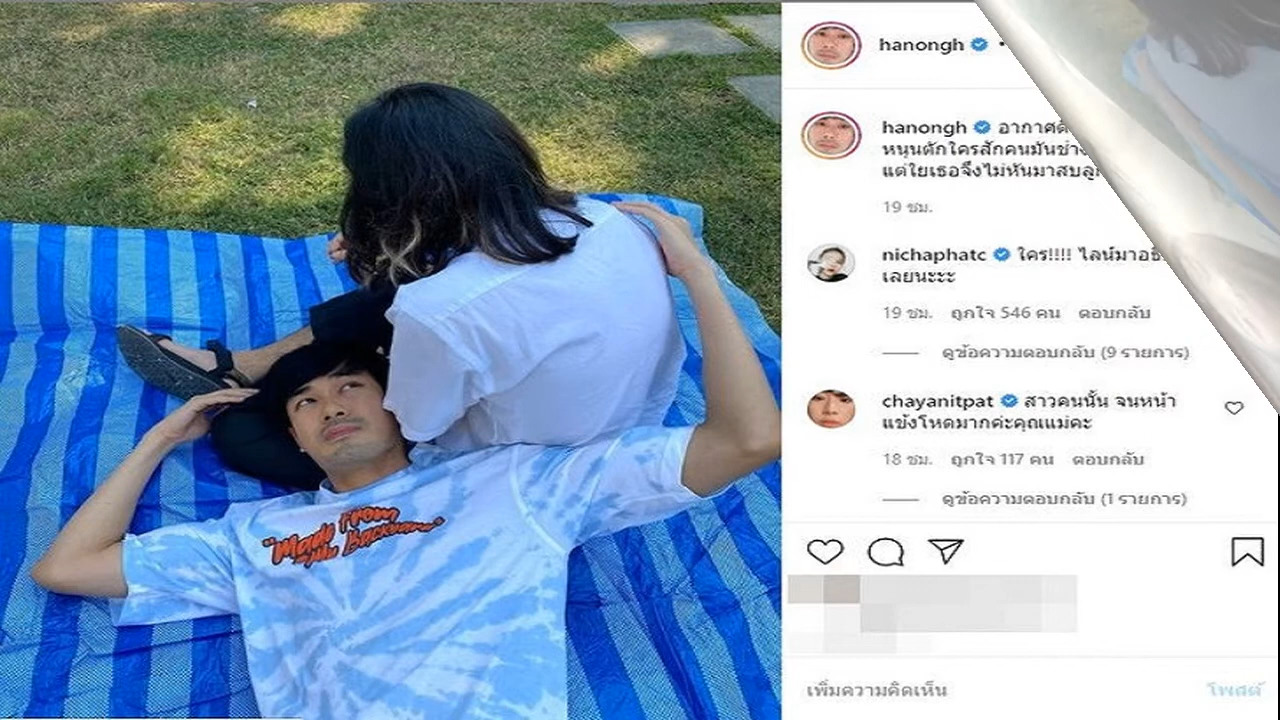 "Made From
My Backyard"
hanongh •
hanongh อากาศดี
หนุนตักใครสักคนมันช่าง
แต่ใยเธอจึงไม่หันมาสบ
19 ชม.
nichaphatc ใคร!!!! ไลน์มา
เลยนะะะ
19 ชม. ถูกใจ 546 คน ตอบกลับ
ดูข้อความตอบกลับ (9 รายการ)
chayanitpat สาวคนนั้น จนหน้า
แข้งโหดมากค่ะคุณแม่คะ
18 ชม. ถูกใจ 117 คน ตอบกลับ
ดูข้อความตอบกลับ (1 รายการ)
เพิ่มความคิดเห็น
โพสต์